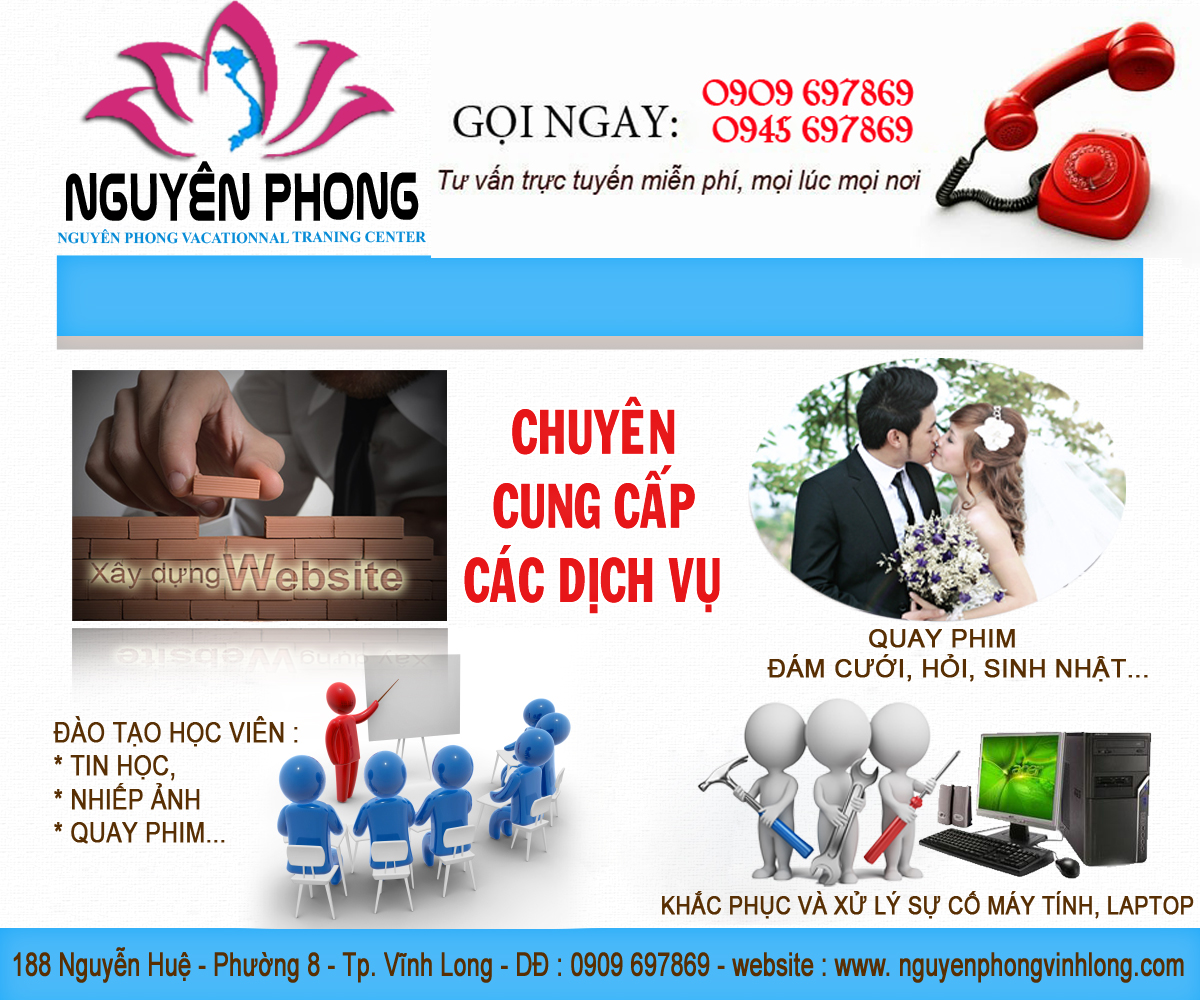 NGUYÊN PHONG
NGUYÊN PHONG VACATIONNAL TRANING CENTER
GỌI NGAY:
0909 697869
0945 697869
Tư vấn trực tuyến miễn phí, mọi lúc mọi nơi
Xây dựng Website
CHUYÊN
CUNG CẤP
CÁC DỊCH VỤ
QUAY PHIM
ĐÁM CƯỚI, HỎI, SINH NHẬT...
ĐÀO TẠO HỌC VIÊN :
* TIN HỌC,
* NHIẾP ẢNH
* QUAY PHIM...
KHẮC PHỤC VÀ XỬ LÝ SỰ CỐ MÁY TÍNH, LAPTOP
188 Nguyễn Huệ - Phường 8 - Tp. Vĩnh Long - DĐ : 0909 697869 - website : www. nguyenphongvinhlong.com